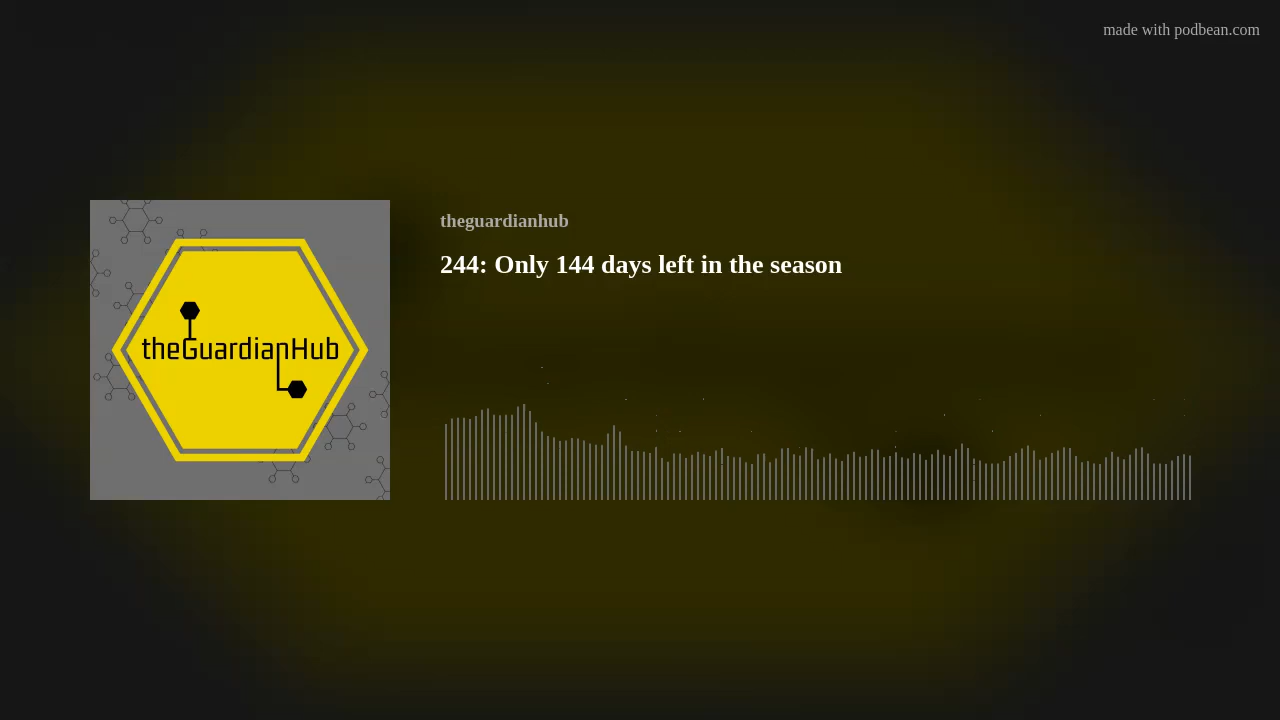 made with podbean.com
theguardianhub
244: Only 144 days left in the season
theGuardianHub